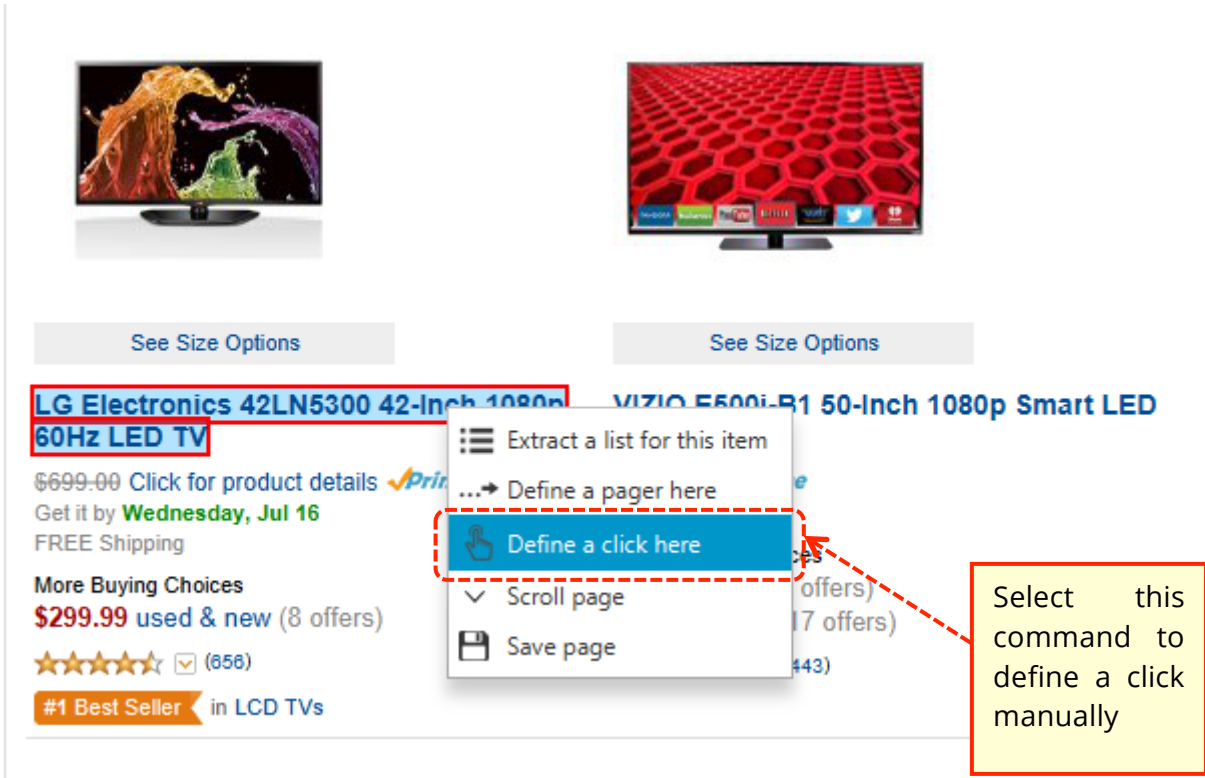 See Size Options
See Size Options
LG Electronics 42LN5300 42-Inch 1080p
60Hz LED TV
VIZIO E500i-B1 50-Inch 1080p Smart LED
$699.00 Click for product details
Get it by Wednesday, Jul 16
FREE Shipping
More Buying Choices
$299.99 used & new (8 offers)
(656)
#1 Best Seller in LCD TVs
Extract a list for this item
Define a pager here
Define a click here
Scroll page
Save page
offers)
17 offers)
443)
Select this
command to
define a click
manually